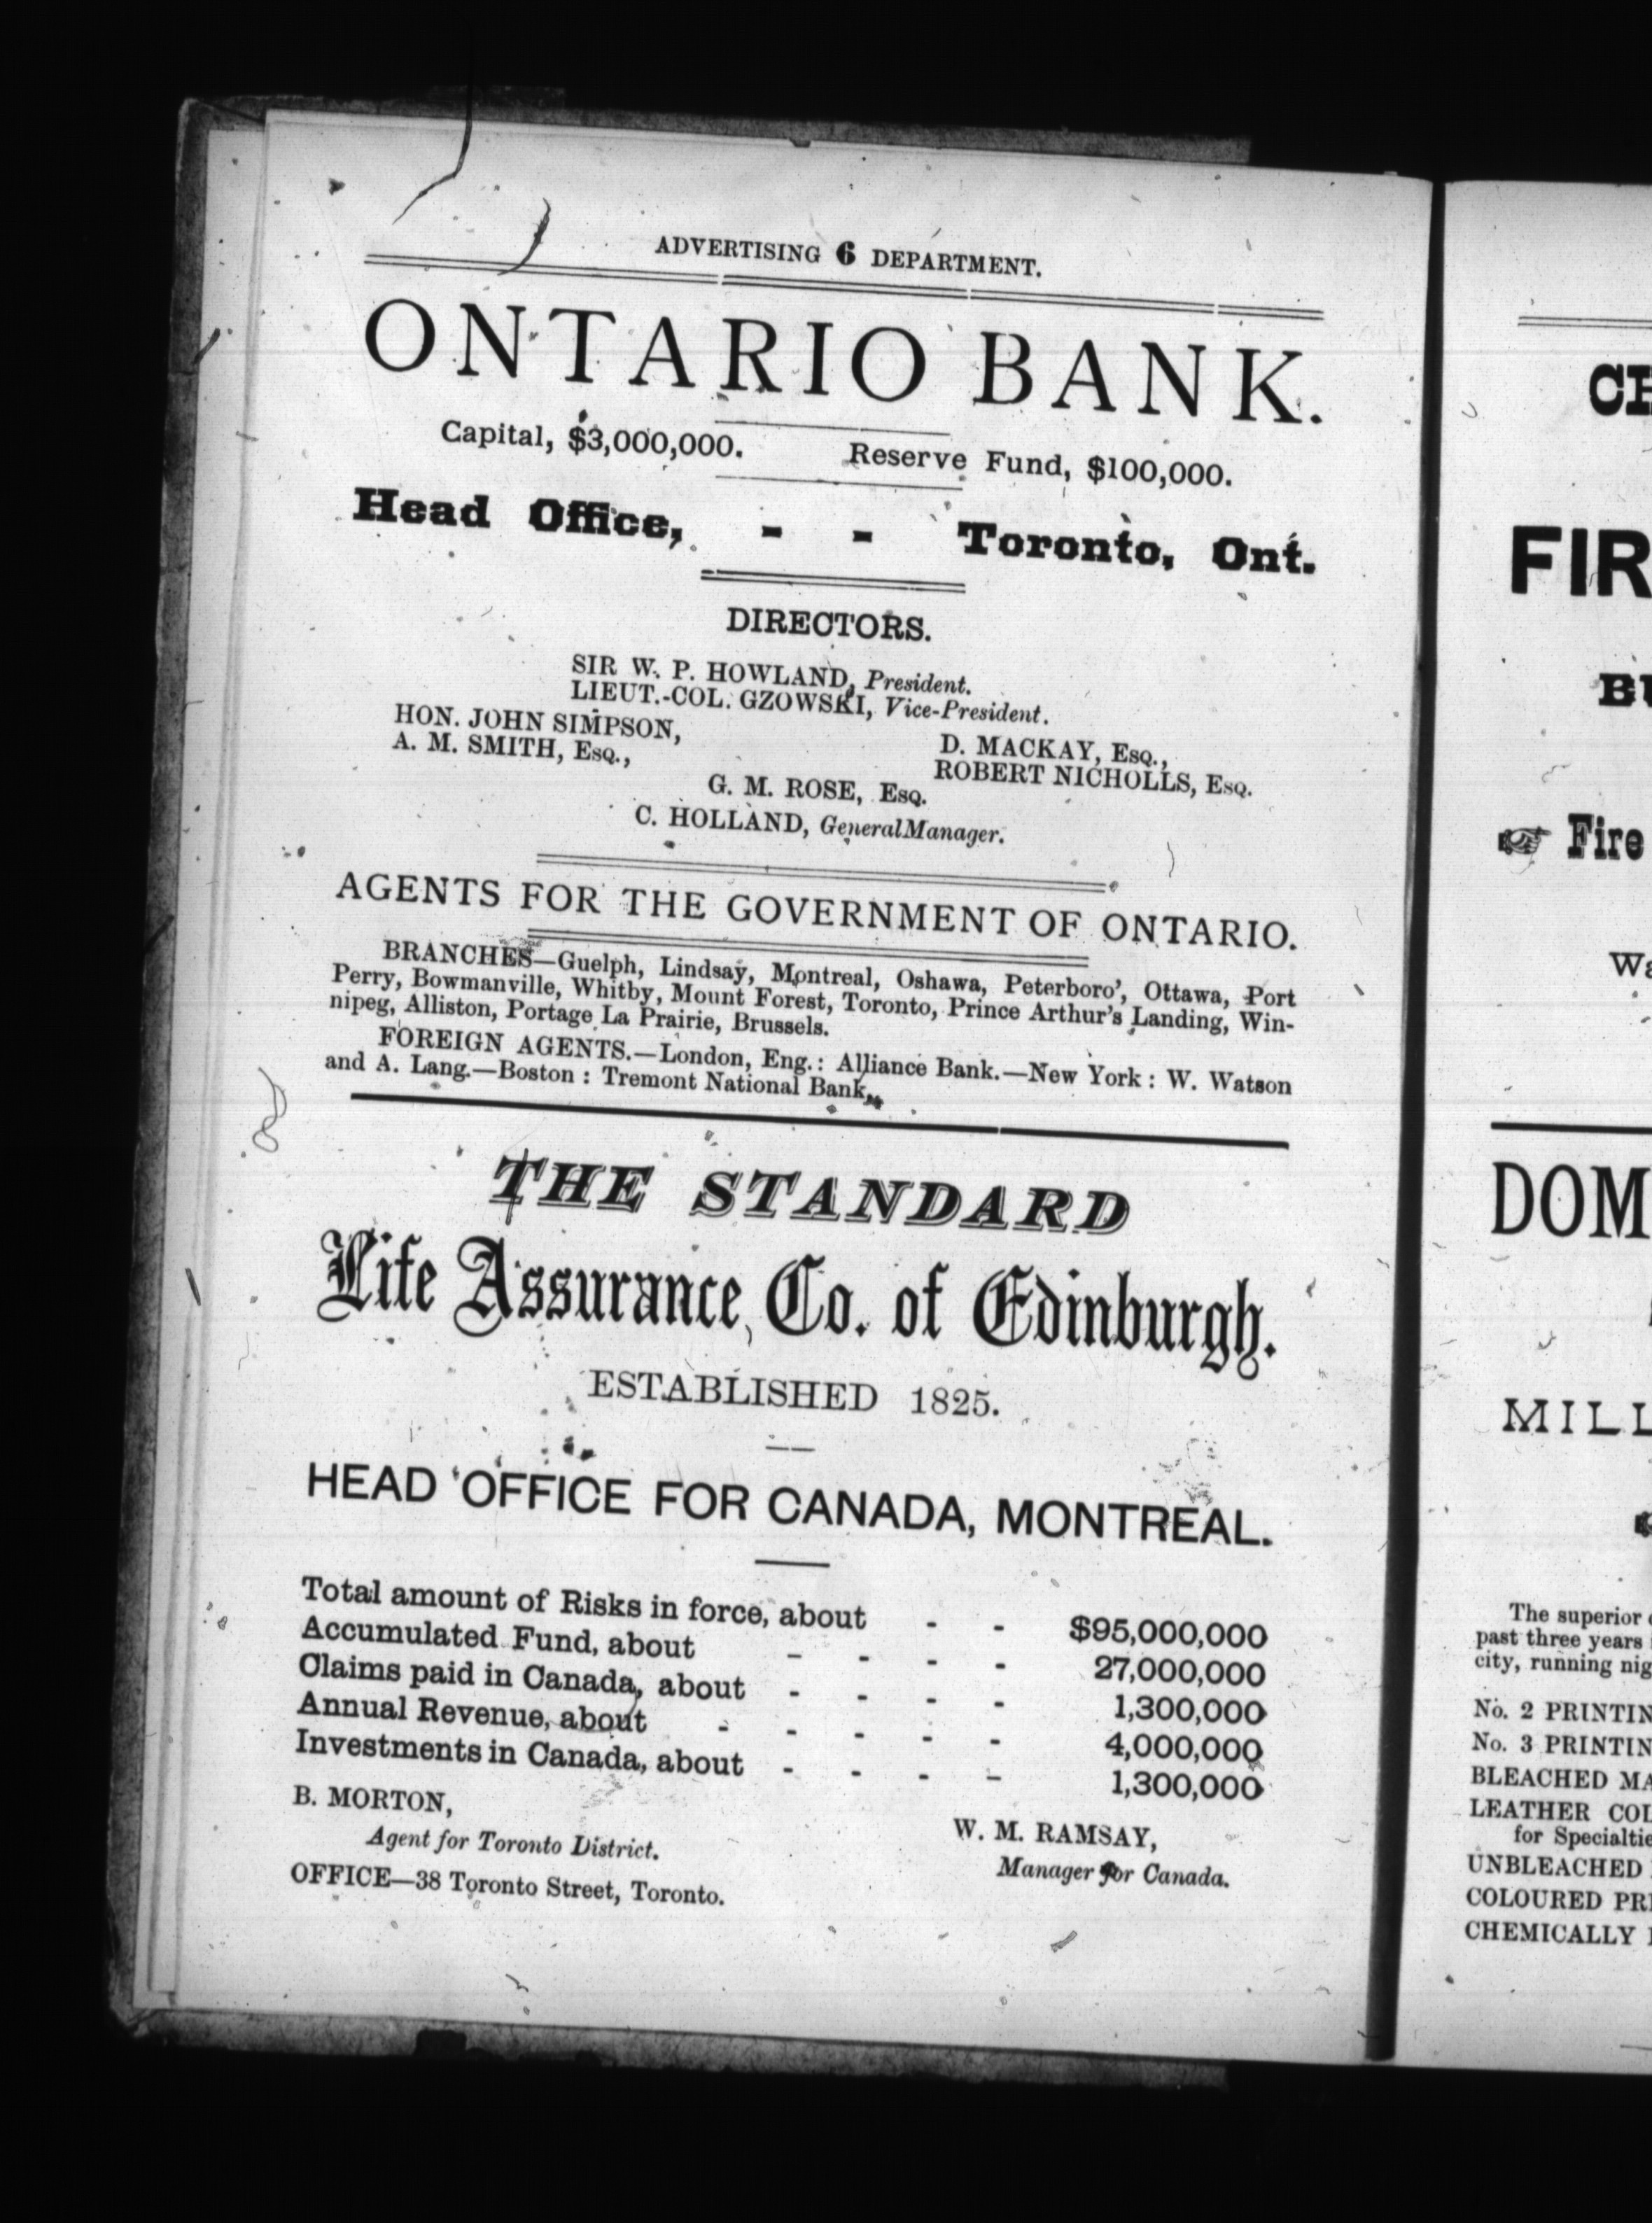 ADVERTISING 6 DEPARTMENT.
ONTARIO BANK.
Capital, $3,000,000. Reserve Fund, $100,000.
Head Office, - - Toronto, Ont.
DIRECTORS.
SIR W. P. HOWLAND, President.
LIEUT.-COL. GZOWSKI, Vice-President.
HON. JOHN SIMPSON,
A. M. SMITH, Esq.,
D. MACKAY, Esq.,
ROBERT NICHOLLS, Esq.
G. M. ROSE, Esq.
C. HOLLAND, General Manager.
AGENTS FOR THE GOVERNMENT OF ONTARIO.
BRANCHES—Guelph, Lindsay, Montreal, Oshawa, Peterboro', Ottawa, Port
Perry, Bowmanville, Whitby, Mount Forest, Toronto, Prince Arthur's Landing, Win-
nipeg, Alliston, Portage La Prairie, Brussels.
FOREIGN AGENTS.—London, Eng.: Alliance Bank.—New York: W. Watson
and A. Lang.—Boston: Tremont National Bank.
THE STANDARD
Life Assurance Co. of Edinburgh.
ESTABLISHED 1825.
HEAD OFFICE FOR CANADA, MONTREAL.
Total amount of Risks in force, about - - $95,000,000
Accumulated Fund, about - - - - 27,000,000
Claims paid in Canada, about - - - - 1,300,000
Annual Revenue, about - - - - - 4,000,000
Investments in Canada, about - - - - 1,300,000
B. MORTON,
Agent for Toronto District.
OFFICE—38 Toronto Street, Toronto.
W. M. RAMSAY,
Manager for Canada.
CH
FIR
BU
Fire
Wa
DOM
MILL
The superior
past three years
city, running nig
No. 2 PRINTIN
No. 3 PRINTIN
BLEACHED MA
LEATHER COL
for Specialtie
UNBLEACHED
COLOURED PRI
CHEMICALLY